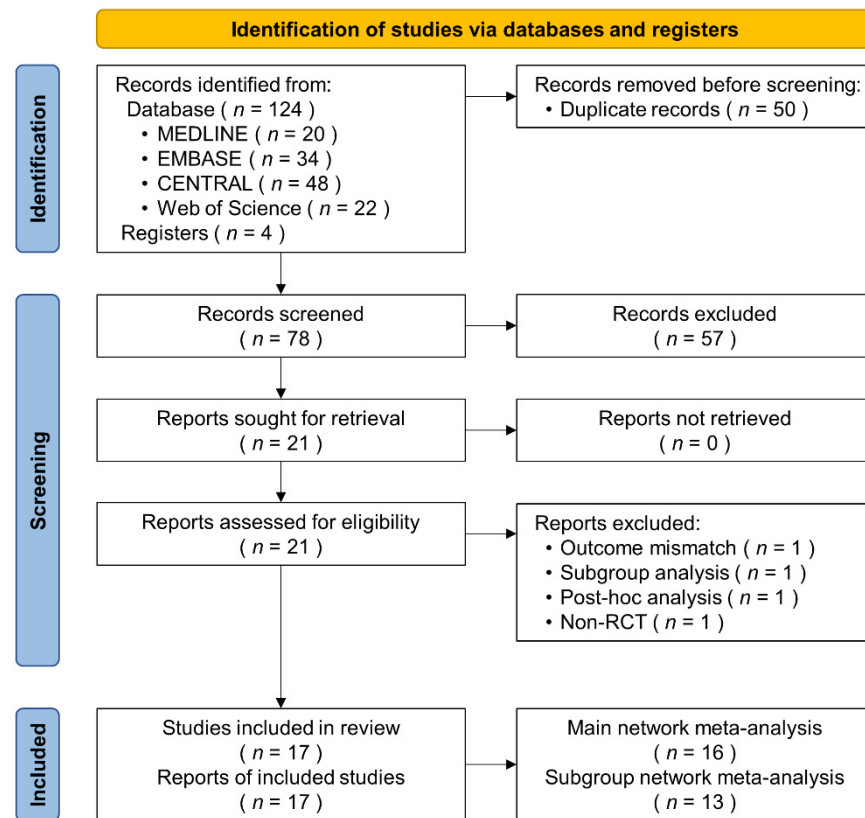 Identification of studies via databases and registers
Identification
Records identified from:
Database ( n = 124 )
• MEDLINE ( n = 20 )
• EMBASE ( n = 34 )
• CENTRAL ( n = 48 )
• Web of Science ( n = 22 )
Registers ( n = 4 )
Records removed before screening:
• Duplicate records ( n = 50 )
Screening
Records screened
( n = 78 )
Records excluded
( n = 57 )
Reports sought for retrieval
( n = 21 )
Reports not retrieved
( n = 0 )
Reports assessed for eligibility
( n = 21 )
Reports excluded:
• Outcome mismatch ( n = 1 )
• Subgroup analysis ( n = 1 )
• Post-hoc analysis ( n = 1 )
• Non-RCT ( n = 1 )
Included
Studies included in review
( n = 17 )
Reports of included studies
( n = 17 )
Main network meta-analysis
( n = 16 )
Subgroup network meta-analysis
( n = 13 )